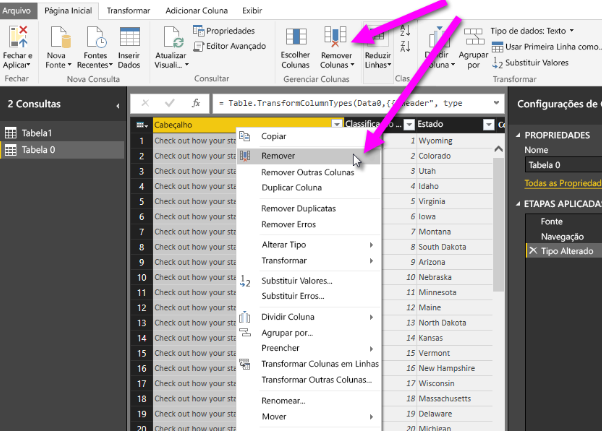 Arquivo Página Inicial Transformar Adicionar Coluna Exibir
Fechar e Aplicar
Nova Fonte
Fontes Recentes
Inserir Dados
Atualizar Visuali...
Propriedades
Editor Avançado
Escolher Colunas
Remover Colunas
Reduzir Linhas
Dividir Coluna
Agrupar por
Tipo de dados: Texto
Usar Primeira Linha como...
Substituir Valores
Fechar Nova Consulta Consulta Gerenciar Colunas Clas Transformar
2 Consultas
Tabela1
Tabela 0
= Table.TransformColumnTypes(Data0,{{"Header", type
Cabeçalho Estado
1 Check out how your sta 1 Wyoming
2 Check out how your sta 2 Colorado
3 Check out how your sta 3 Utah
4 Check out how your sta 4 Idaho
5 Check out how your sta 5 Virginia
6 Check out how your sta 6 Iowa
7 Check out how your sta 7 Montana
8 Check out how your sta 8 South Dakota
9 Check out how your sta 9 Arizona
10 Check out how your sta 10 Nebraska
11 Check out how your sta 11 Minnesota
12 Check out how your sta 12 Maine
13 Check out how your sta 13 North Dakota
14 Check out how your sta 14 Kansas
15 Check out how your sta 15 Vermont
16 Check out how your sta 16 New Hampshire
17 Check out how your sta 17 Wisconsin
18 Check out how your sta 18 Massachusetts
19 Check out how your sta 19 Delaware
20 Check out how your sta 20 Michigan
Copiar
Remover
Remover Outras Colunas
Duplicar Coluna
Remover Duplicatas
Remover Erros
Alterar Tipo
Transformar
Substituir Valores...
Substituir Erros...
Dividir Coluna
Agrupar por...
Preencher
Transformar Colunas em Linhas
Transformar Outras Colunas...
Renomear...
Mover
Configurações de
PROPRIEDADES
Nome
Tabela 0
Todas as Propriedad
ETAPAS APLICADAS
Fonte
Navegação
Tipo Alterado